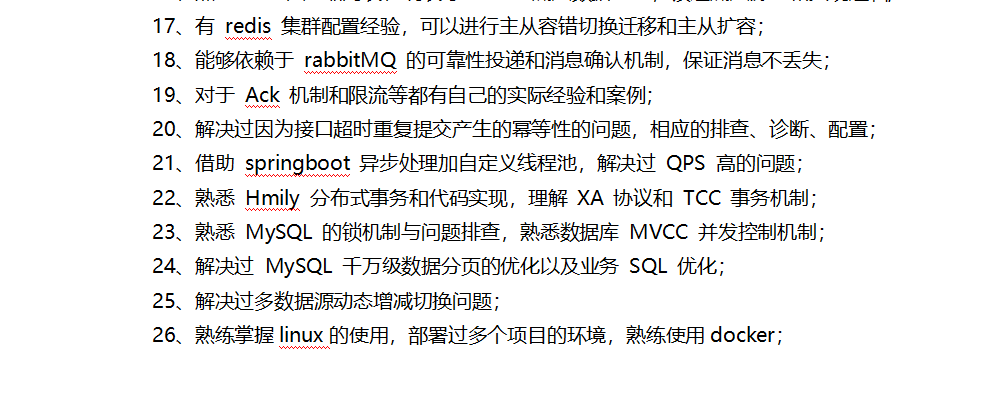 17、有 redis 集群配置经验，可以进行主从容错切换迁移和主从扩容；
18、能够依赖于 rabbitMQ 的可靠性投递和消息确认机制，保证消息不丢失；
19、对于 Ack 机制和限流等都有自己的实际经验和案例；
20、解决过因为接口超时重复提交产生的幂等性的问题，相应的排查、诊断、配置；
21、借助 springboot 异步处理加自定义线程池，解决过 QPS 高的问题；
22、熟悉 Hmily 分布式事务和代码实现，理解 XA 协议和 TCC 事务机制；
23、熟悉 MySQL 的锁机制与问题排查，熟悉数据库 MVCC 并发控制机制；
24、解决过 MySQL 千万级数据分页的优化以及业务 SQL 优化；
25、解决过多数据源动态增减切换问题；
26、熟练掌握linux的使用，部署过多个项目的环境，熟练使用docker；